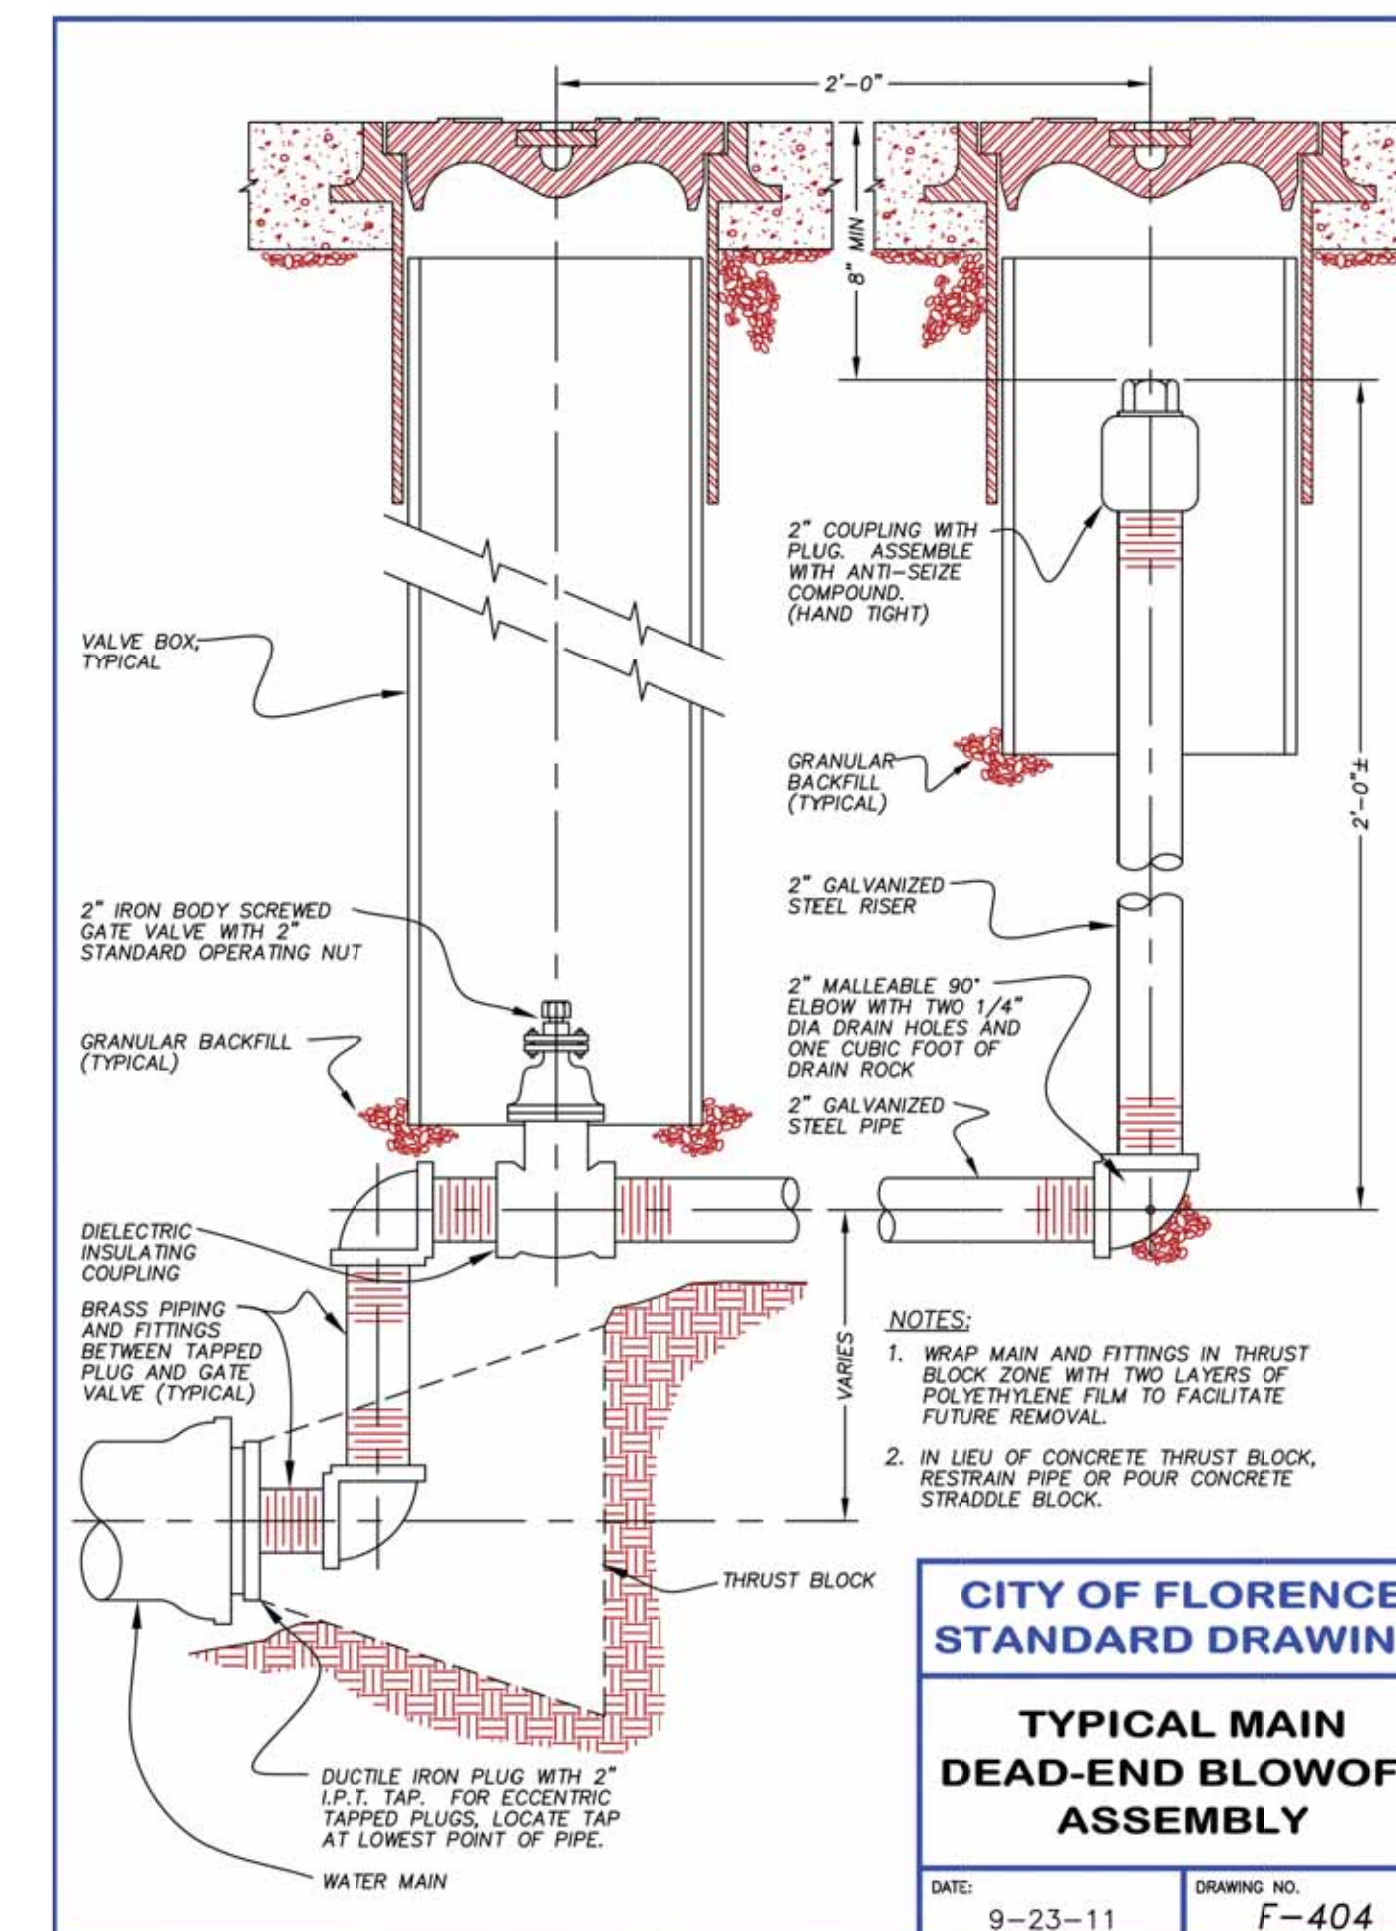 2'-0"
8" MIN
2" COUPLING WITH
PLUG. ASSEMBLE
WITH ANTI-SEIZE
COMPOUND.
(HAND TIGHT)
VALVE BOX,
TYPICAL
GRANULAR
BACKFILL
(TYPICAL)
2'-0"±
2" GALVANIZED
STEEL RISER
2" IRON BODY SCREWED
GATE VALVE WITH 2"
STANDARD OPERATING NUT
2" MALLEABLE 90°
ELBOW WITH TWO 1/4"
DIA DRAIN HOLES AND
ONE CUBIC FOOT OF
DRAIN ROCK
GRANULAR BACKFILL
(TYPICAL)
2" GALVANIZED
STEEL PIPE
DIELECTRIC
INSULATING
COUPLING
BRASS PIPING
AND FITTINGS
BETWEEN TAPPED
PLUG AND GATE
VALVE (TYPICAL)
VARIES
NOTES:
1. WRAP MAIN AND FITTINGS IN THRUST
BLOCK ZONE WITH TWO LAYERS OF
POLYETHYLENE FILM TO FACILITATE
FUTURE REMOVAL.
2. IN LIEU OF CONCRETE THRUST BLOCK,
RESTRAIN PIPE OR POUR CONCRETE
STRADDLE BLOCK.
THRUST BLOCK
DUCTILE IRON PLUG WITH 2"
I.P.T. TAP. FOR ECCENTRIC
TAPPED PLUGS, LOCATE TAP
AT LOWEST POINT OF PIPE.
WATER MAIN
CITY OF FLORENCE
STANDARD DRAWIN
TYPICAL MAIN
DEAD-END BLOWOF
ASSEMBLY
DATE:
9-23-11
DRAWING NO.
F-404